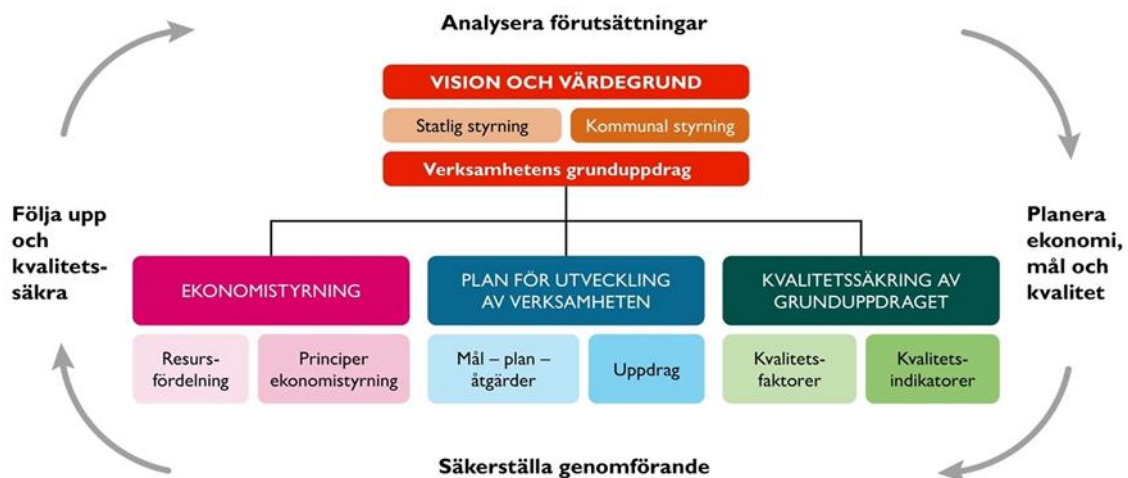 Analysera förutsättningar
VISION OCH VÄRDEGRUND
Statlig styrning
Kommunal styrning
Verksamhetens grunduppdrag
Följa upp
och
kvalitets-
säkra
Planera
ekonomi,
mål och
kvalitet
EKONOMISTYRNING
PLAN FÖR UTVECKLING
AV VERKSAMHETEN
KVALITETSSÄKRING AV
GRUNDUPPDRAGET
Resurs-
fördelning
Principer
ekonomistyrning
Mål – plan –
åtgärder
Uppdrag
Kvalitets-
faktorer
Kvalitets-
indikatorer
Säkerställa genomförande